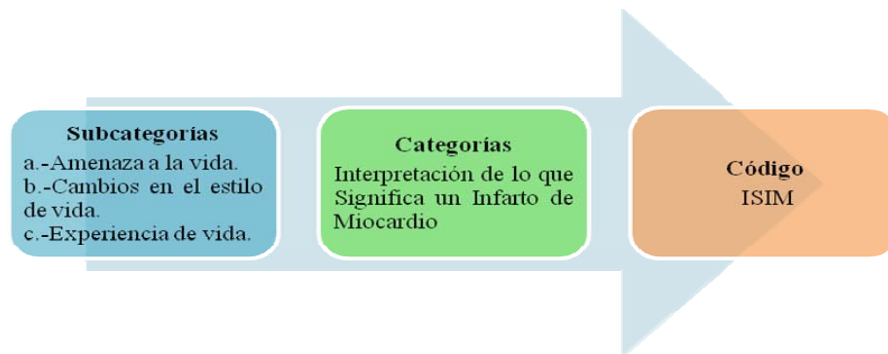 Subcategorías
a.-Amenaza a la vida.
b.-Cambios en el estilo
de vida.
c.-Experiencia de vida.
Categorías
Interpretación de lo que
Significa un Infarto de
Miocardio
Código
ISIM